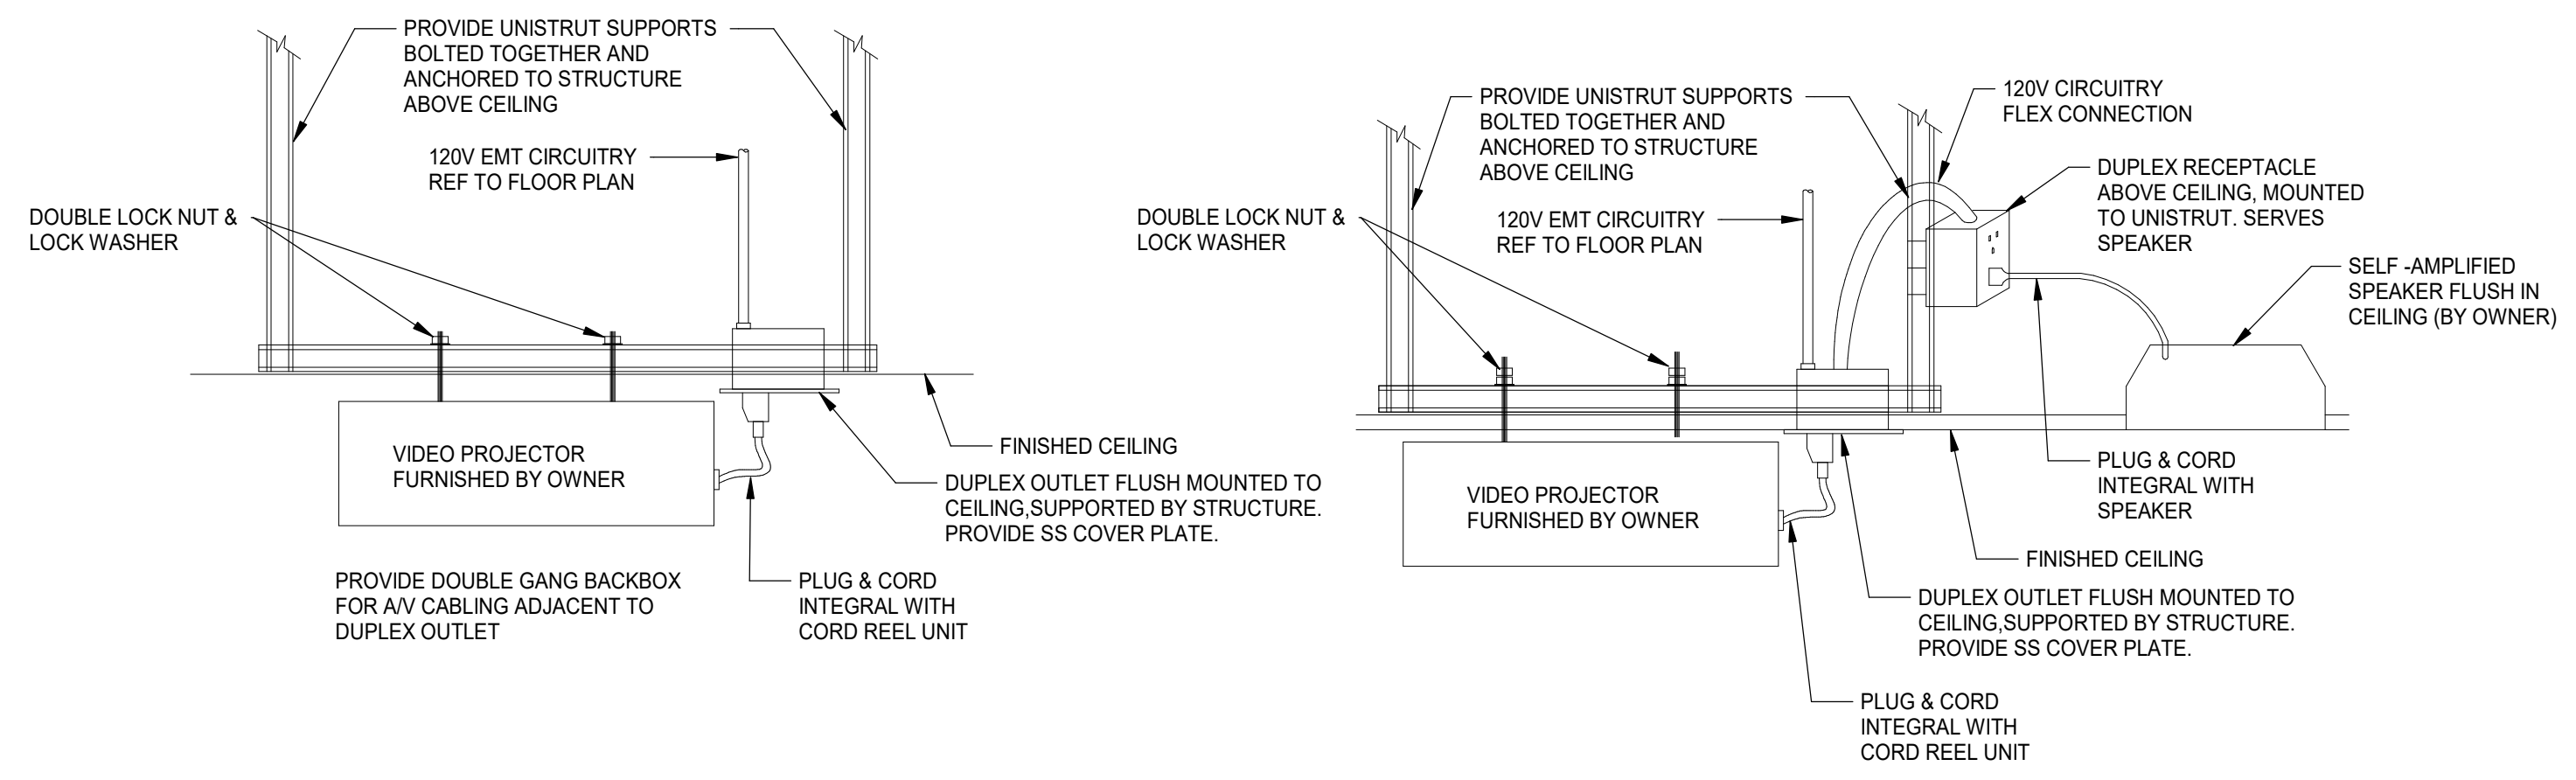 PROVIDE UNISTRUT SUPPORTS
BOLTED TOGETHER AND
ANCHORED TO STRUCTURE
ABOVE CEILING
120V EMT CIRCUITRY
REF TO FLOOR PLAN
DOUBLE LOCK NUT &
LOCK WASHER
VIDEO PROJECTOR
FURNISHED BY OWNER
FINISHED CEILING
DUPLEX OUTLET FLUSH MOUNTED TO
CEILING,SUPPORTED BY STRUCTURE.
PROVIDE SS COVER PLATE.
PROVIDE DOUBLE GANG BACKBOX
FOR A/V CABLING ADJACENT TO
DUPLEX OUTLET
PLUG & CORD
INTEGRAL WITH
CORD REEL UNIT
PROVIDE UNISTRUT SUPPORTS
BOLTED TOGETHER AND
ANCHORED TO STRUCTURE
ABOVE CEILING
120V CIRCUITRY
FLEX CONNECTION
DUPLEX RECEPTACLE
ABOVE CEILING, MOUNTED
TO UNISTRUT. SERVES
SPEAKER
120V EMT CIRCUITRY
REF TO FLOOR PLAN
DOUBLE LOCK NUT &
LOCK WASHER
SELF -AMPLIFIED
SPEAKER FLUSH IN
CEILING (BY OWNER)
VIDEO PROJECTOR
FURNISHED BY OWNER
PLUG & CORD
INTEGRAL WITH
SPEAKER
FINISHED CEILING
DUPLEX OUTLET FLUSH MOUNTED TO
CEILING,SUPPORTED BY STRUCTURE.
PROVIDE SS COVER PLATE.
PLUG & CORD
INTEGRAL WITH
CORD REEL UNIT